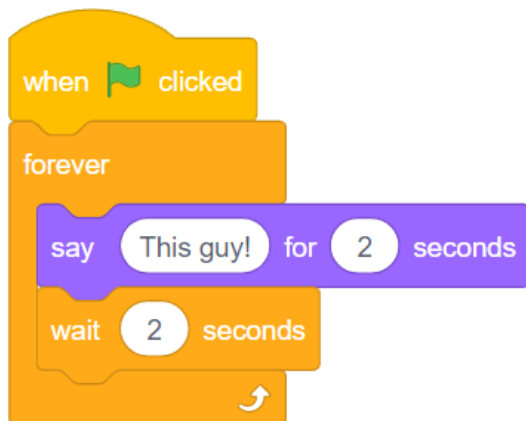 when clicked
forever
say This guy! for 2 seconds
wait 2 seconds